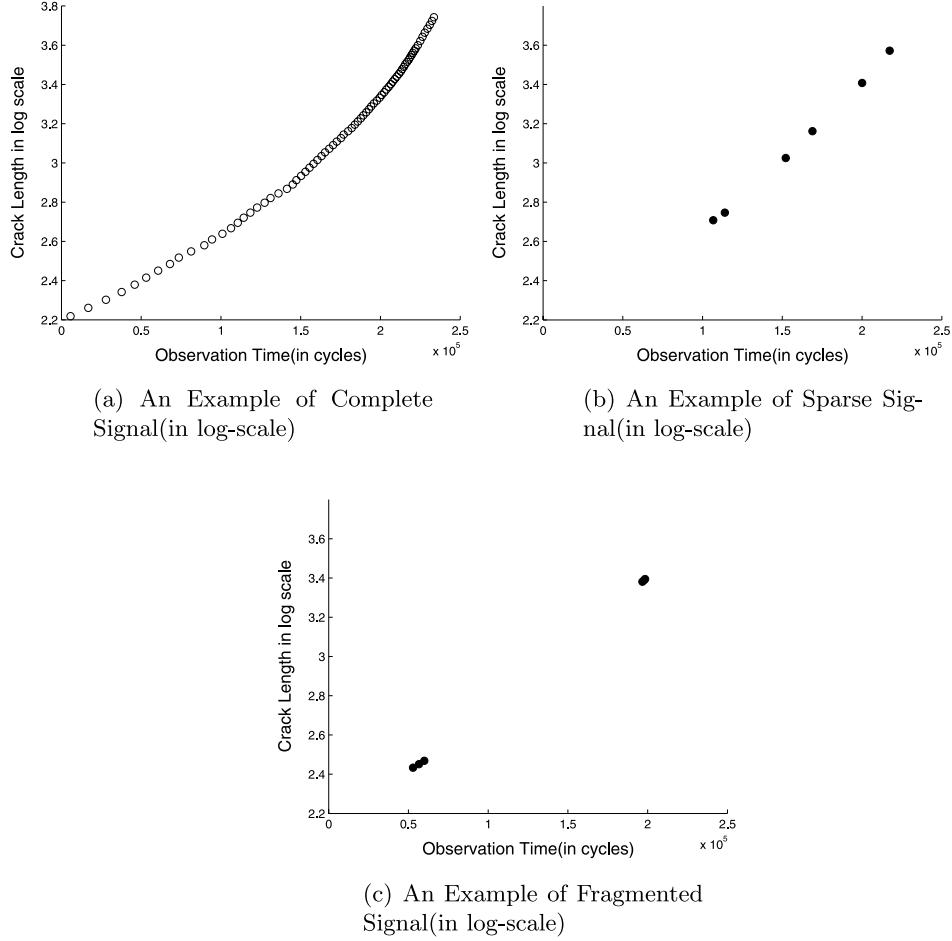 3.8
3.6
3.4
3.2
3
2.8
2.6
2.4
2.2
Crack Length in log scale
0
0.5
1
1.5
2
2.5
x 10^5
Observation Time(in cycles)
(a) An Example of Complete
Signal(in log-scale)
3.6
3.4
3.2
3
2.8
2.6
2.4
2.2
Crack Length in log scale
0
0.5
1
1.5
2
2.5
x 10^5
Observation Time(in cycles)
(b) An Example of Sparse Sig-
nal(in log-scale)
3.6
3.4
3.2
3
2.8
2.6
2.4
2.2
Crack Length in log scale
0
0.5
1
1.5
2
2.5
x 10^5
Observation Time(in cycles)
(c) An Example of Fragmented
Signal(in log-scale)